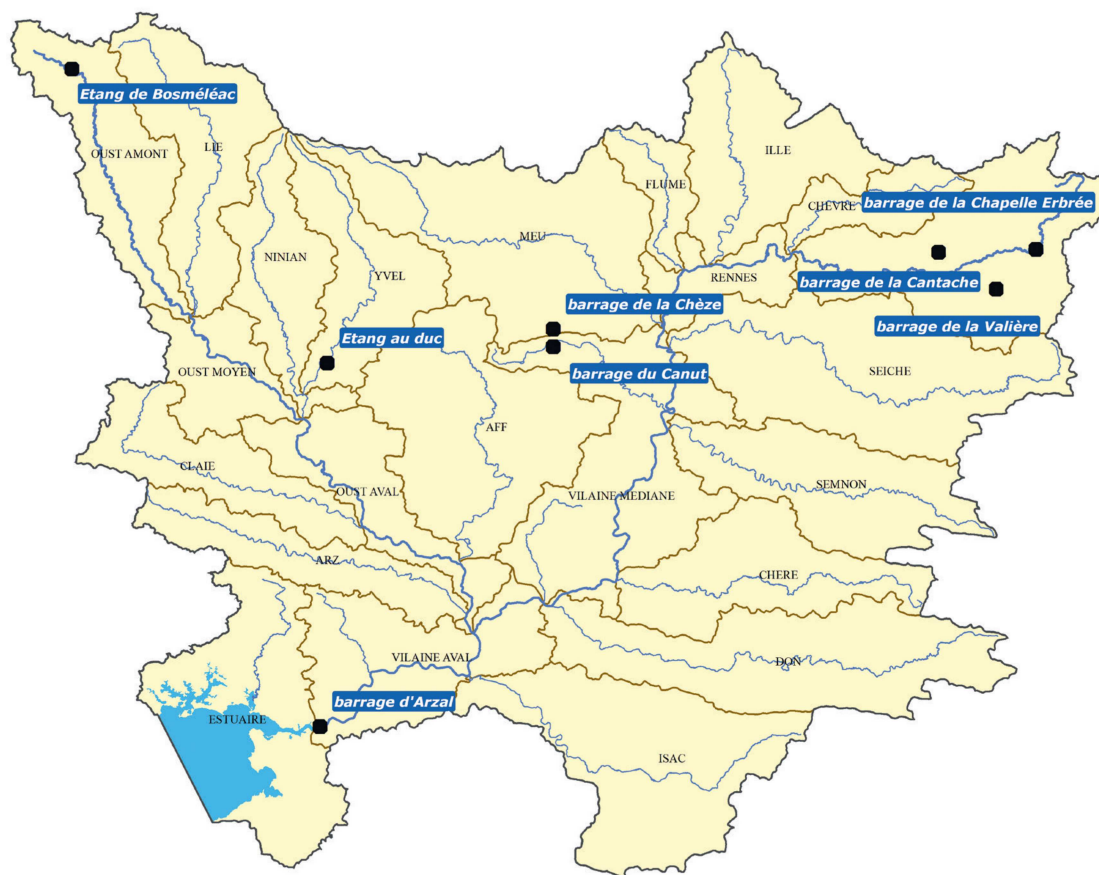 Etang de Bosméléac
OUST AMONT
LIE
ILLE
FLUME
CHEVRE
barrage de la Chapelle Erbrée
MEU
NINIAN
YVEL
RENNES
barrage de la Cantache
barrage de la Chèze
barrage de la Valière
Etang au duc
OUST MOYEN
barrage du Canut
SEICHE
AFF
CLAIE
OUST AVAL
VILAINE MEDIANE
SEMNON
ARZ
CHERE
VILAINE AVAL
DON
barrage d'Arzal
ESTUAIRE
ISAC